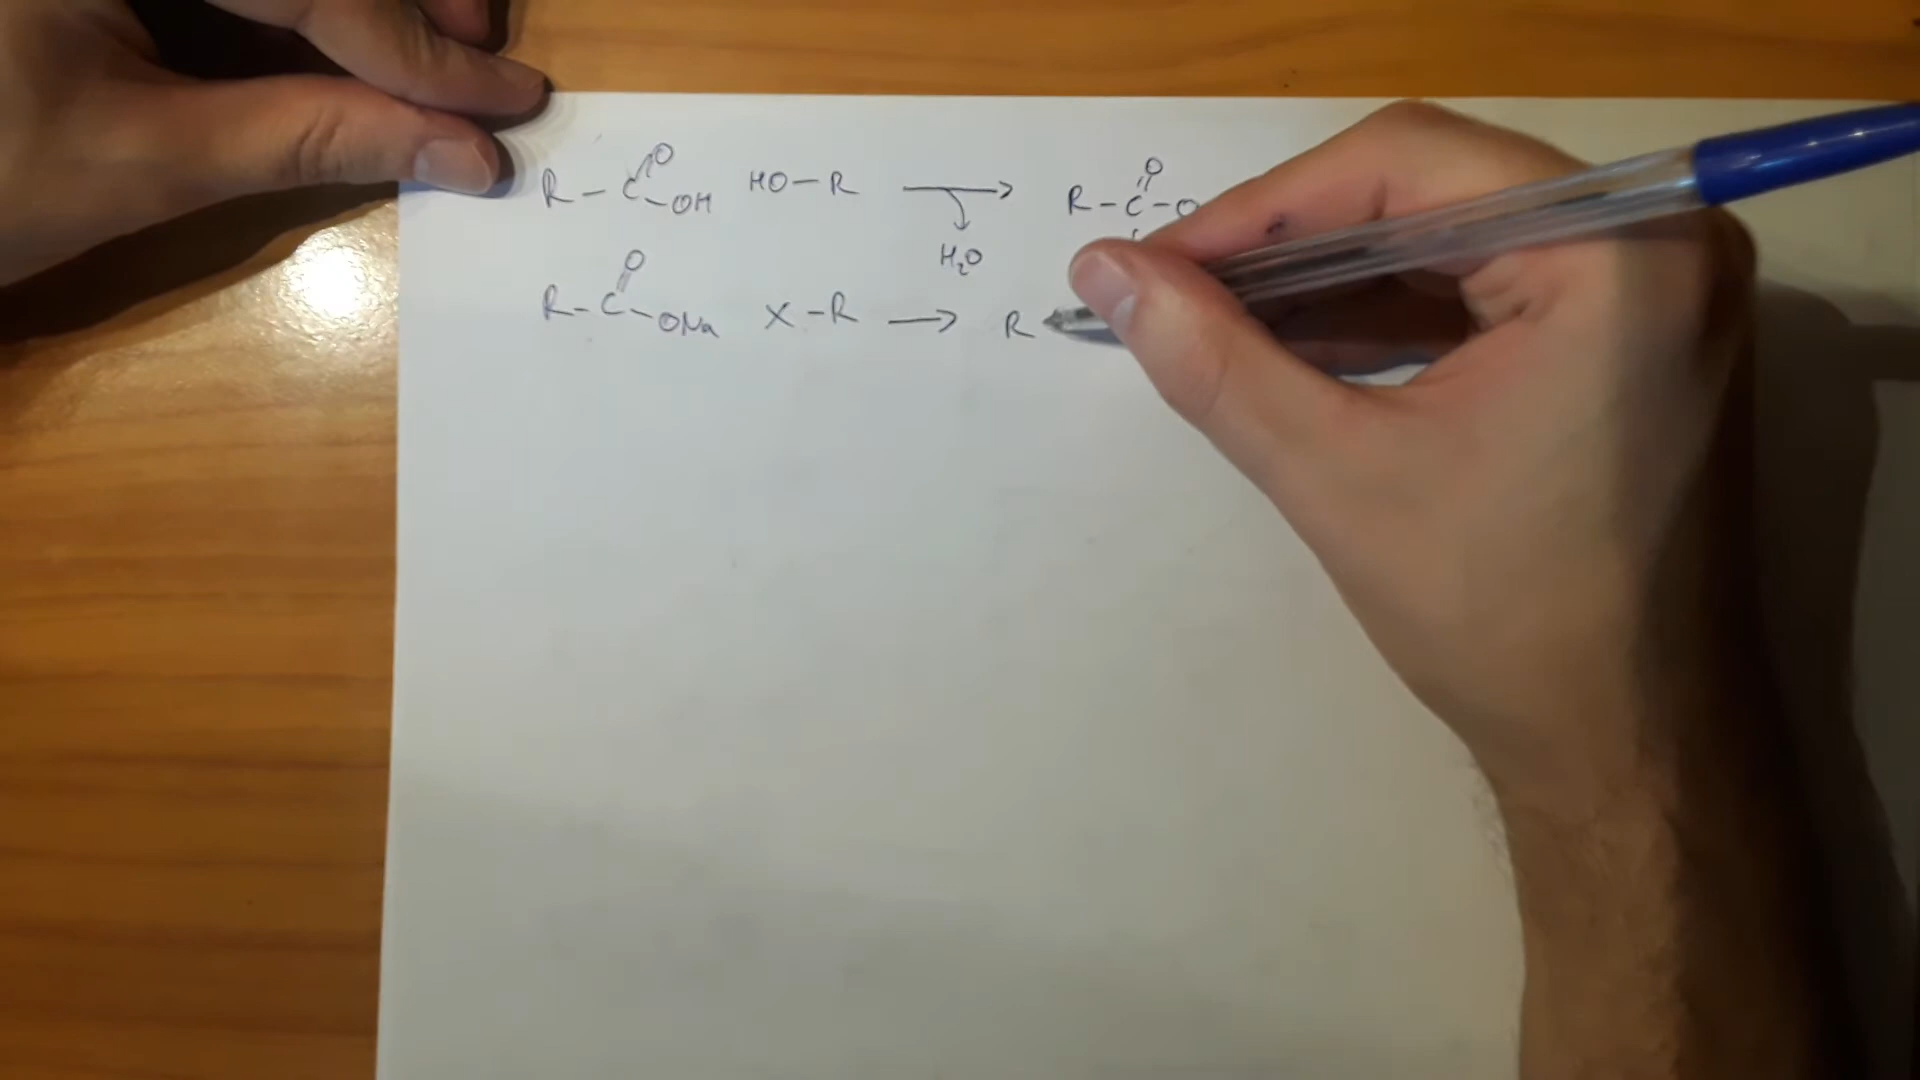 R-C=O-OH HO-R → R-C=O-O
H₂O
R-C=O-ONa X-R → R